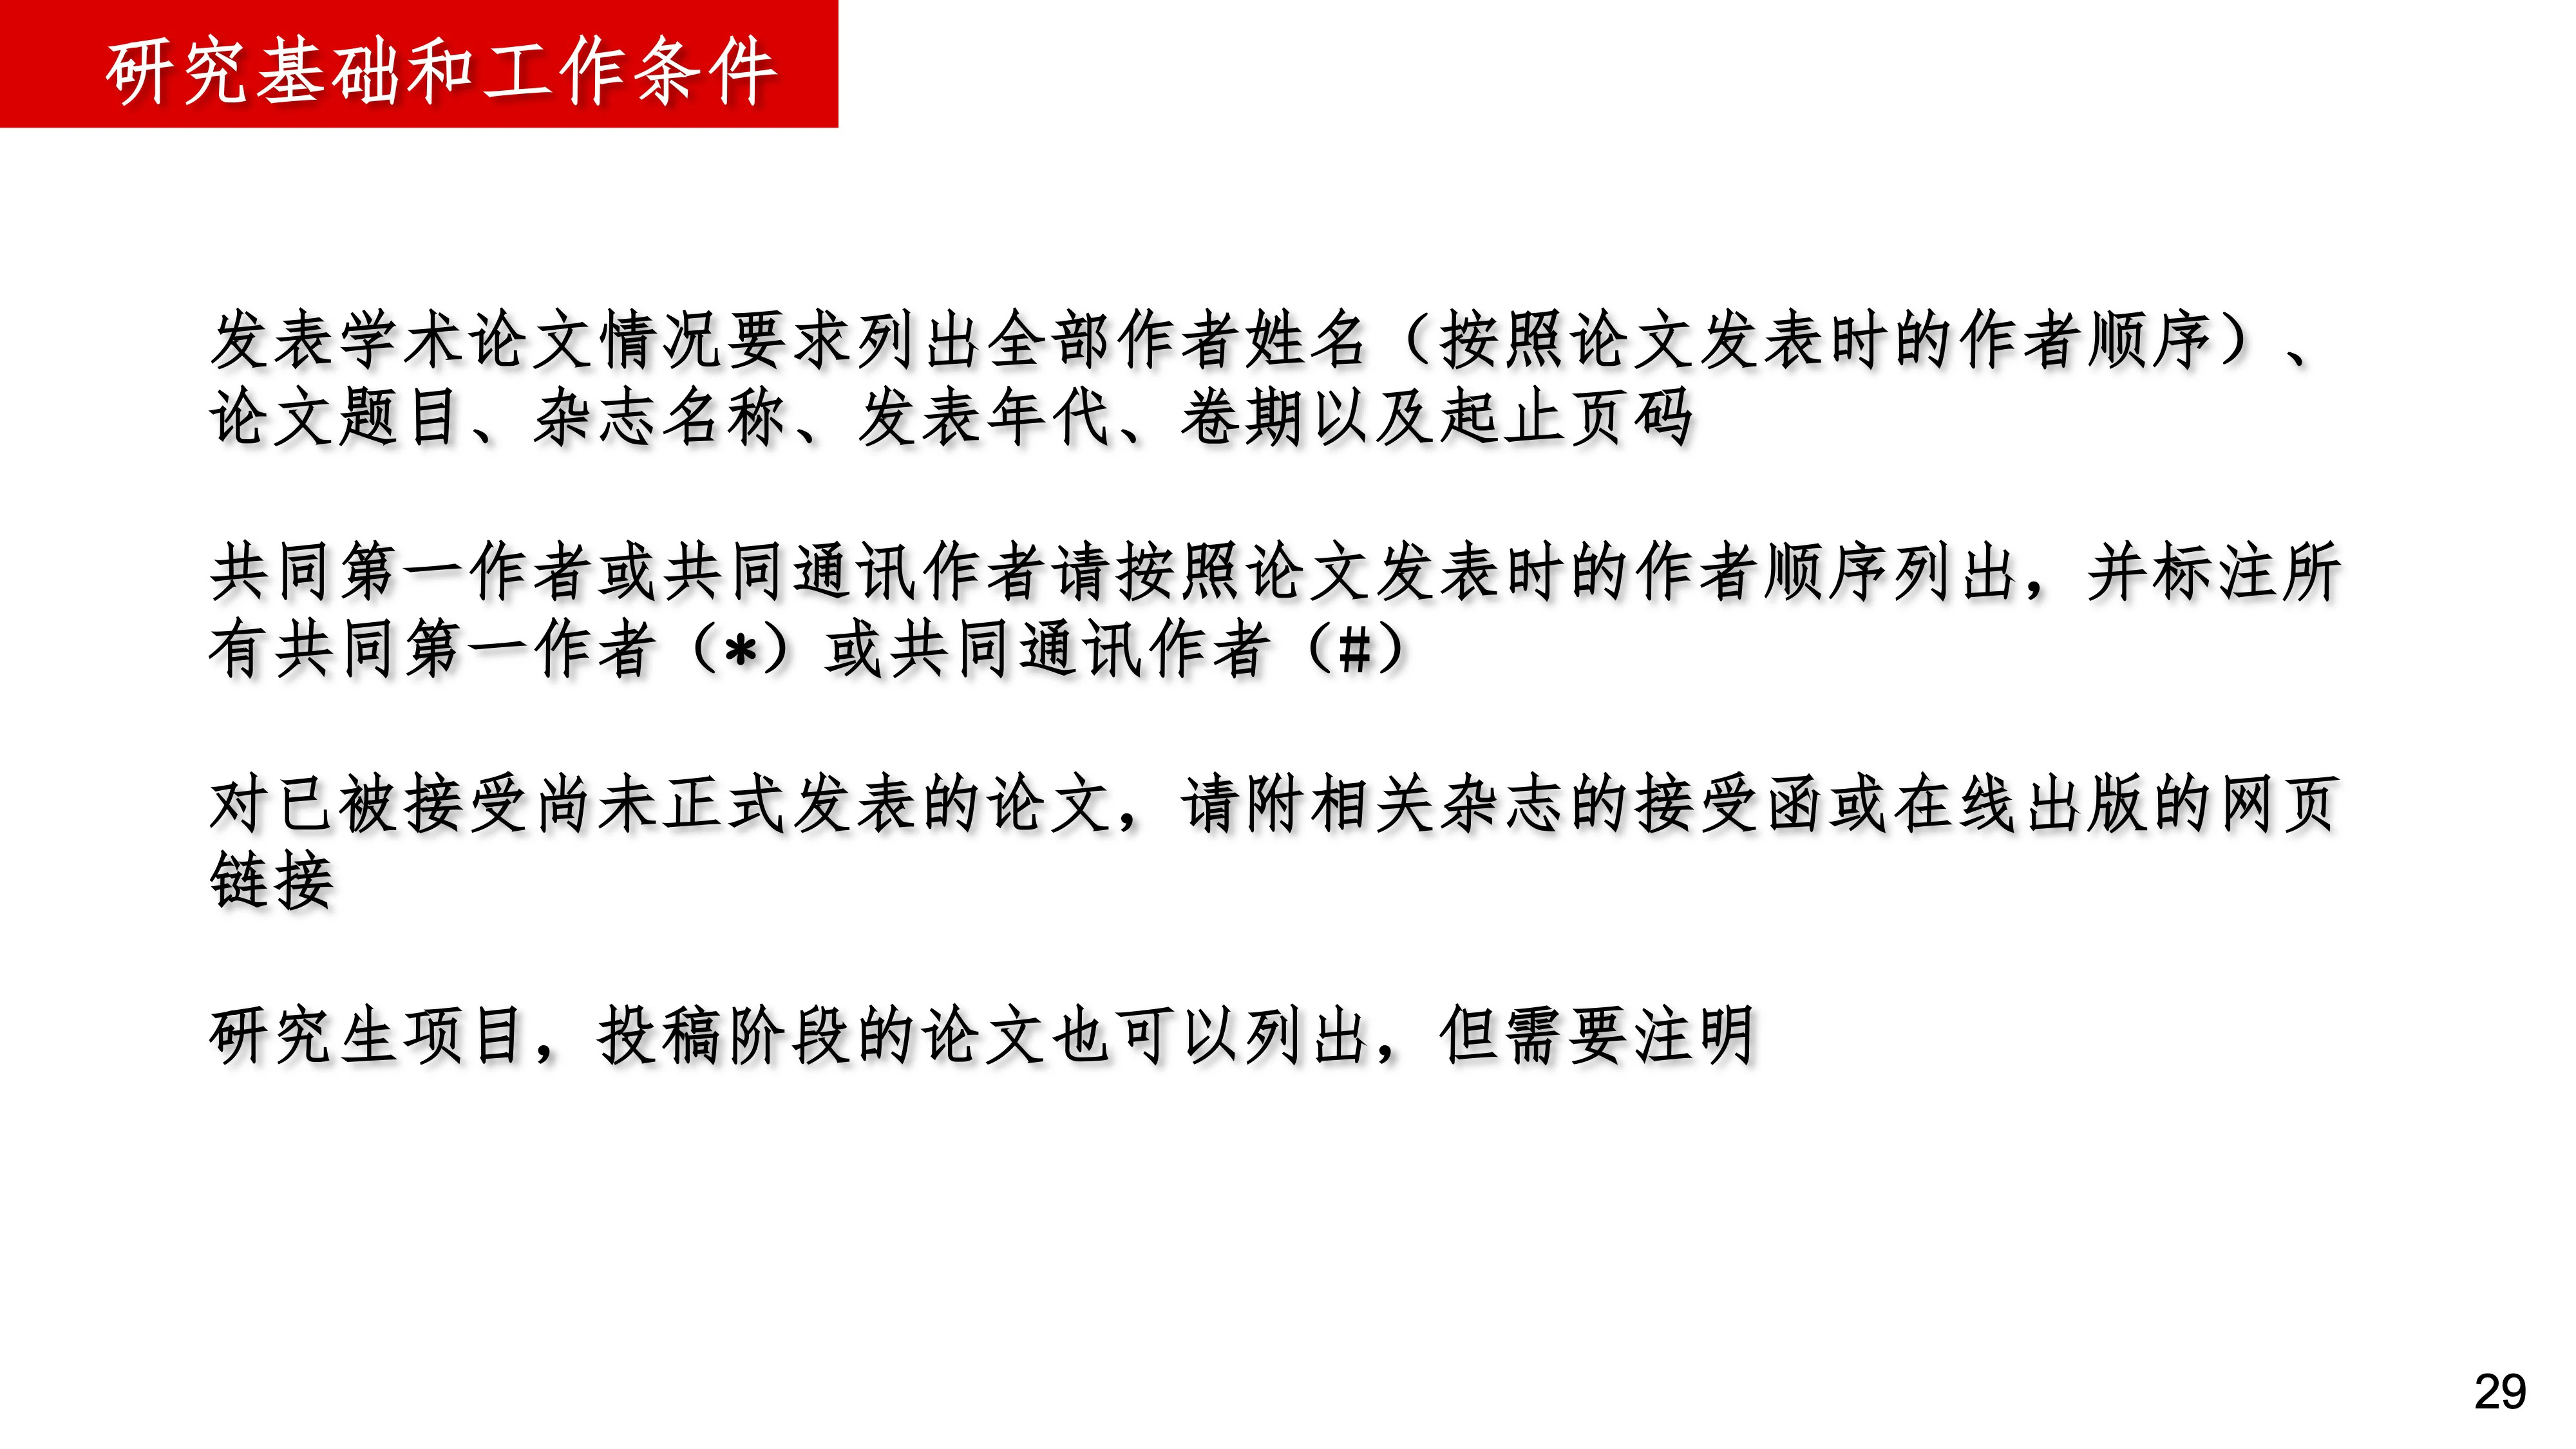 研究基础和工作条件
发表学术论文情况要求列出全部作者姓名（按照论文发表时的作者顺序）、
论文题目、杂志名称、发表年代、卷期以及起止页码
共同第一作者或共同通讯作者请按照论文发表时的作者顺序列出，并标注所
有共同第一作者（*）或共同通讯作者（#）
对已被接受尚未正式发表的论文，请附相关杂志的接受函或在线出版的网页
链接
研究生项目，投稿阶段的论文也可以列出，但需要注明
29